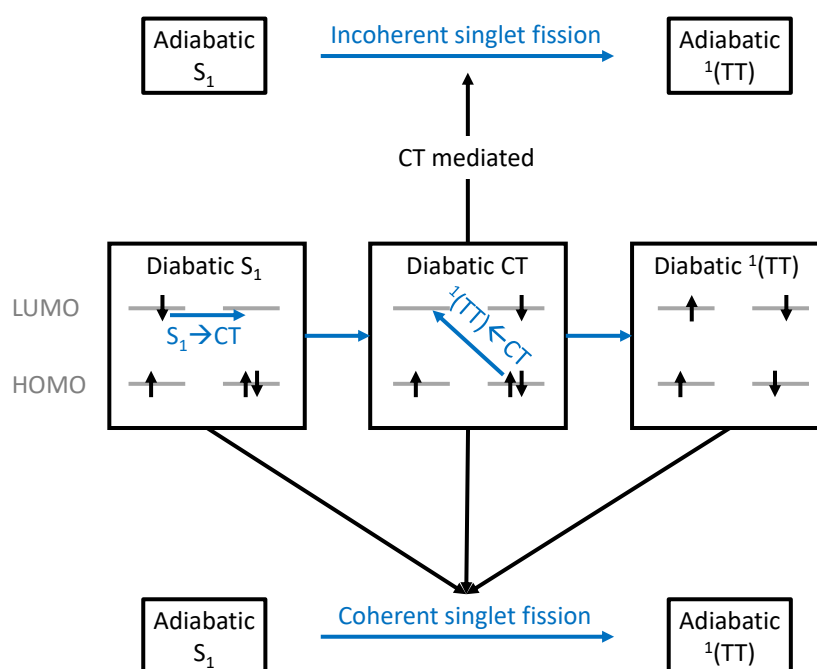 Adiabatic
S₁
Incoherent singlet fission
Adiabatic
¹(TT)
CT mediated
Diabatic S₁
Diabatic CT
Diabatic ¹(TT)
LUMO
S₁→CT
¹(TT)←CT
HOMO
Adiabatic
S₁
Coherent singlet fission
Adiabatic
¹(TT)